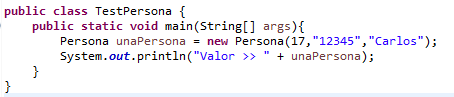 public class TestPersona {
    public static void main(String[] args){
        Persona unaPersona = new Persona(17,"12345","Carlos");
        System.out.println("Valor >> " + unaPersona);
    }
}